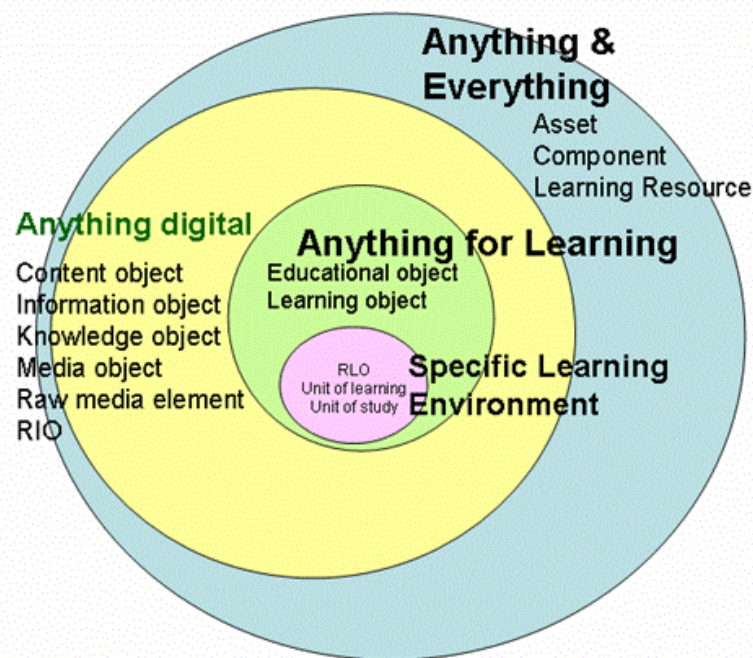 Anything &
Everything
Asset
Component
Learning Resource
Anything digital
Content object
Information object
Knowledge object
Media object
Raw media element
RIO
Anything for Learning
Educational object
Learning object
Specific Learning
Environment
RLO
Unit of learning
Unit of study